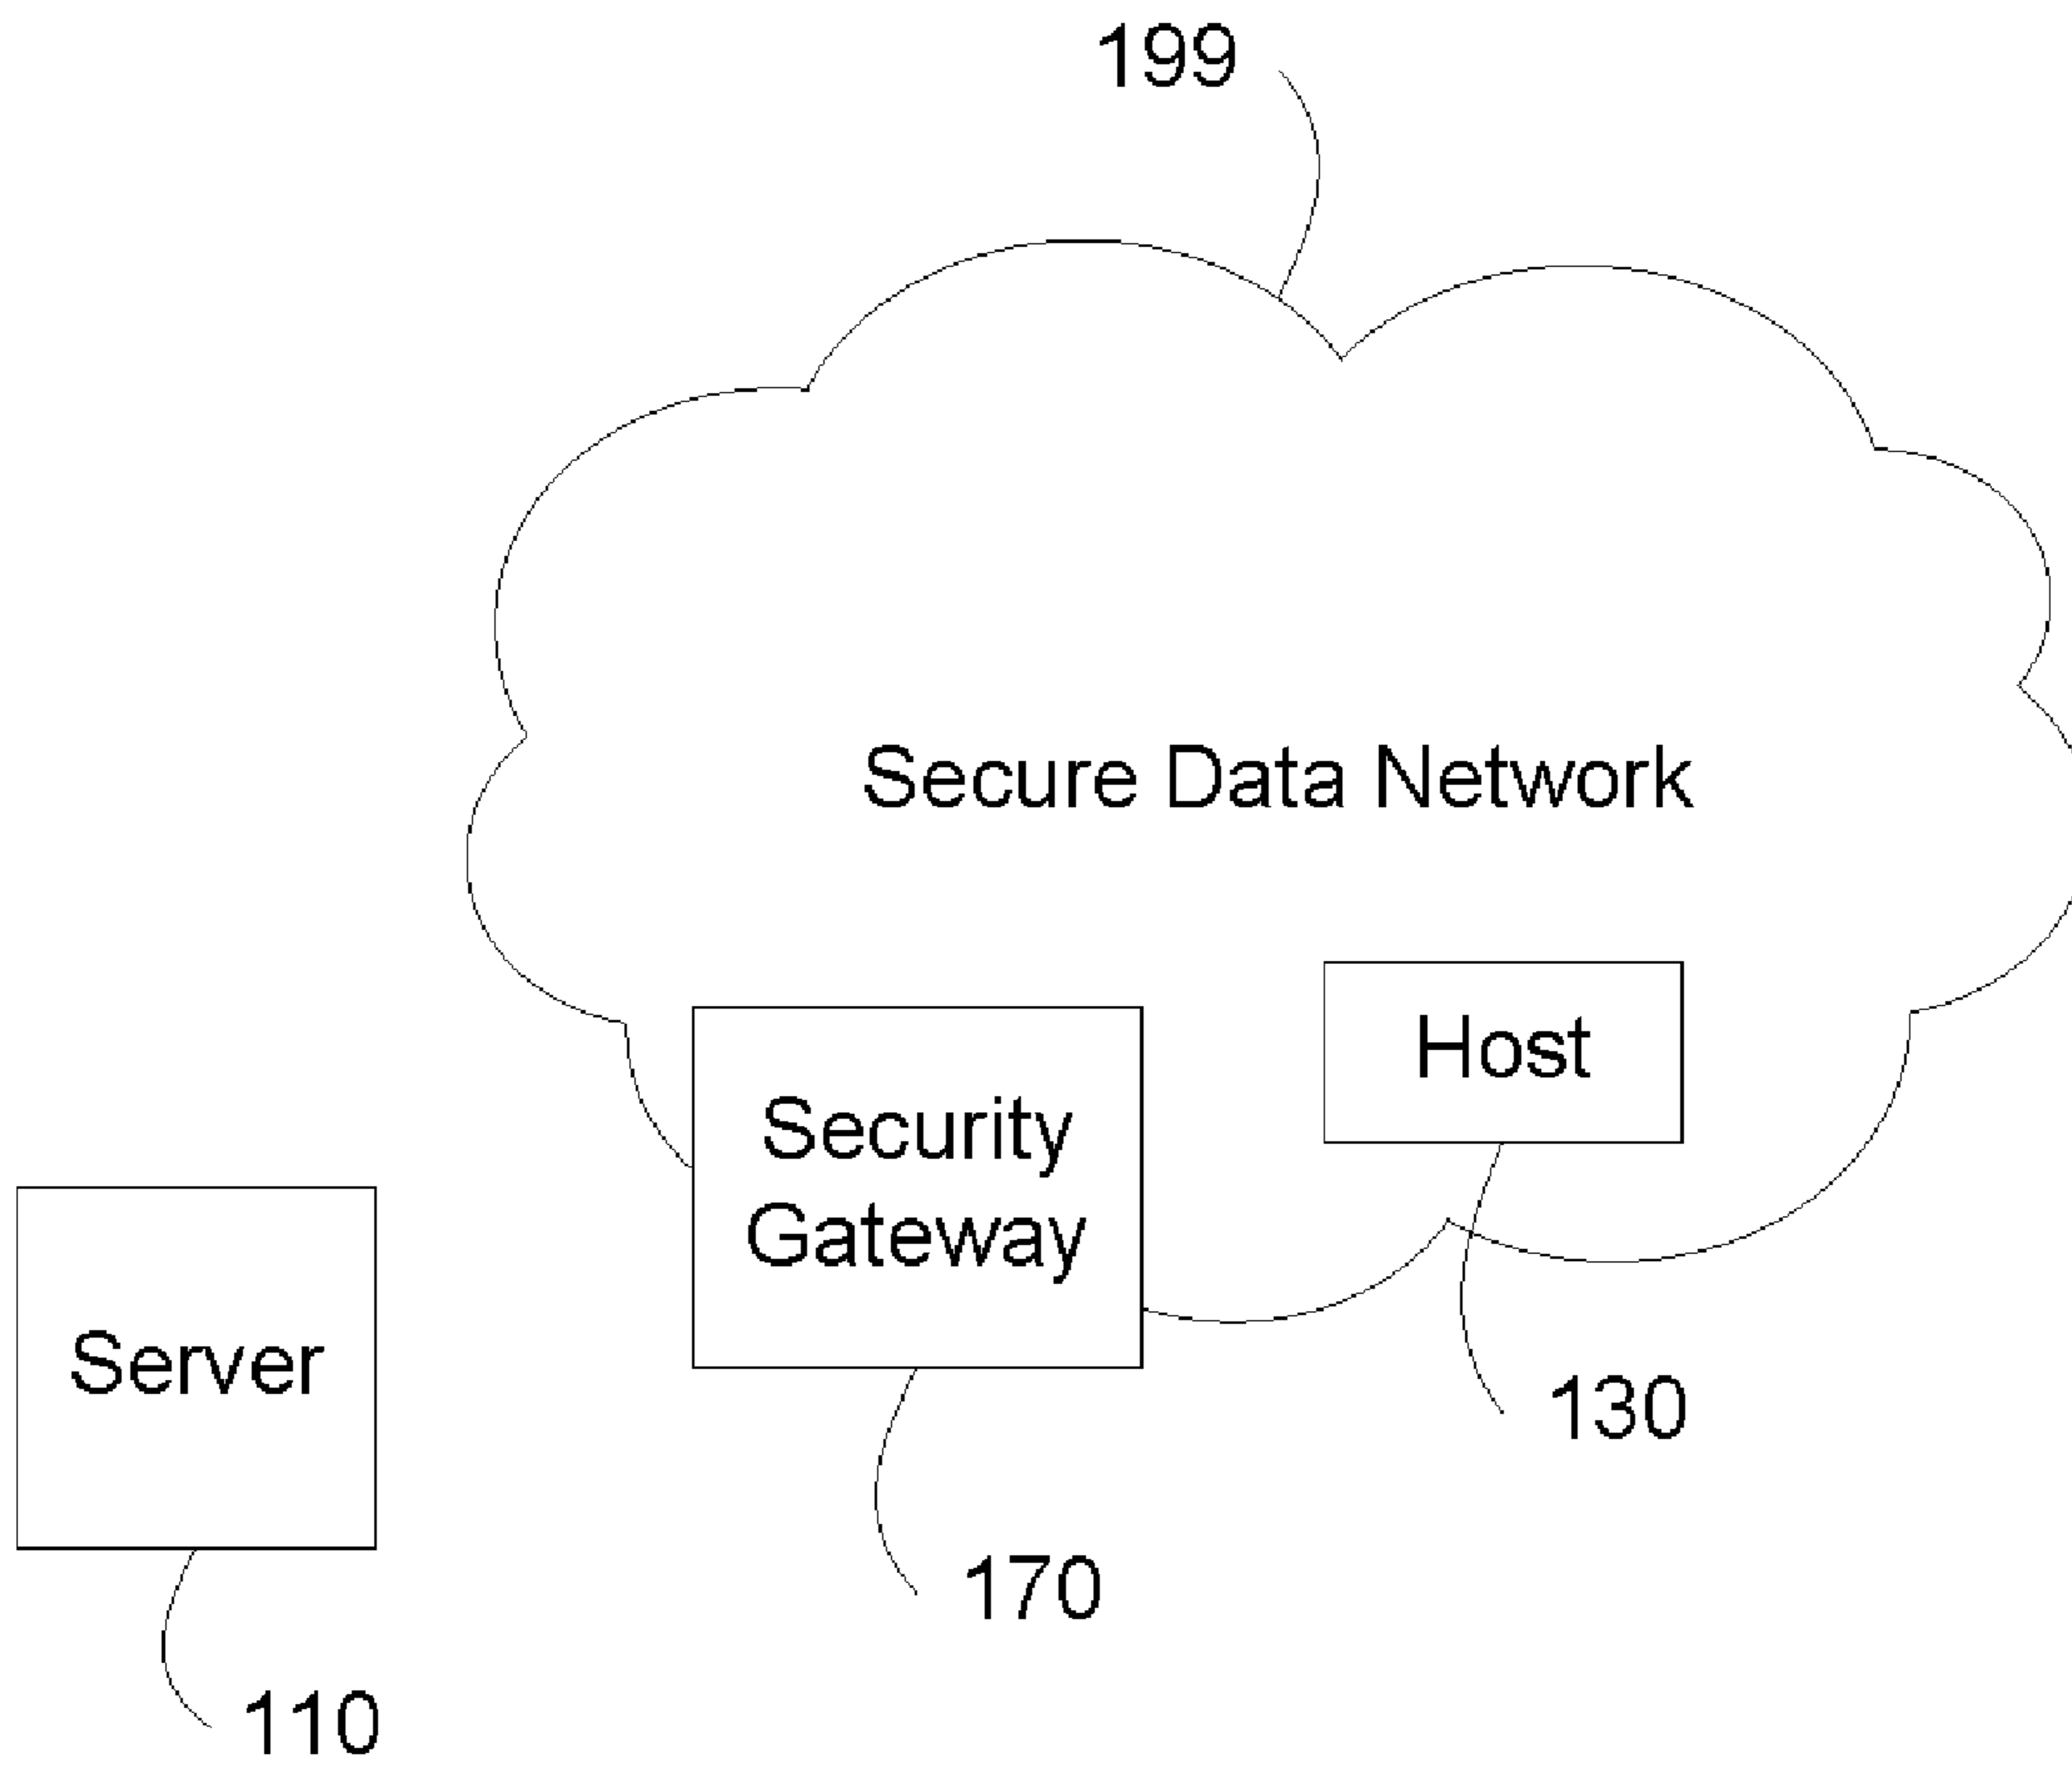 199
Secure Data Network
Host
Security
Gateway
Server
130
170
110